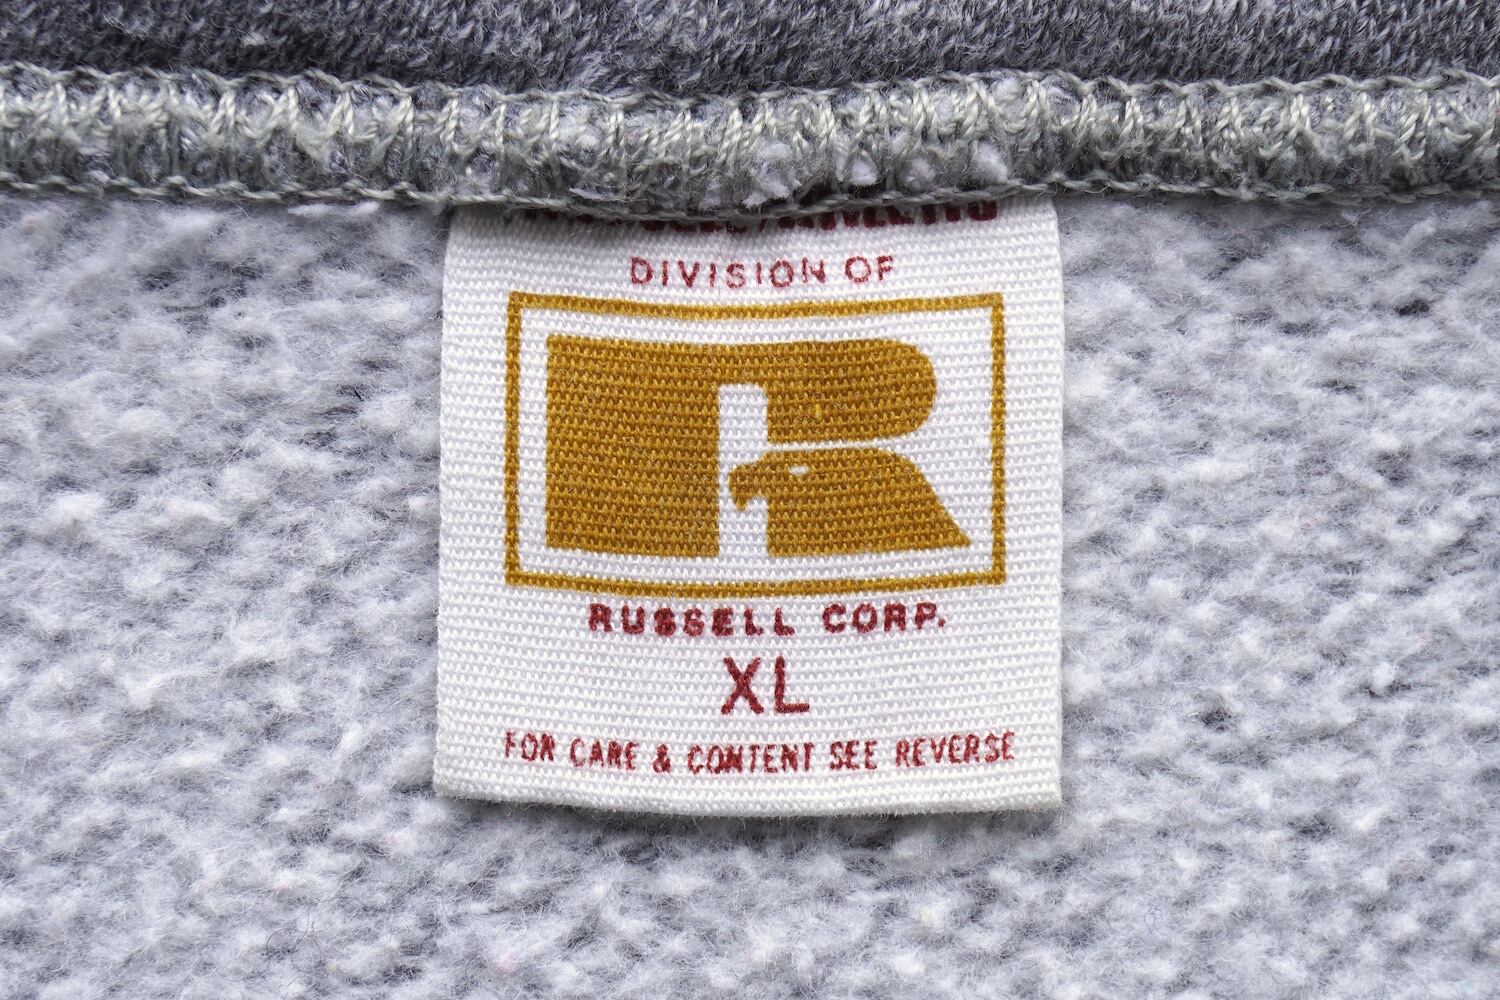 DIVISION OF
R
RUSSELL CORP.
XL
FOR CARE & CONTENT SEE REVERSE